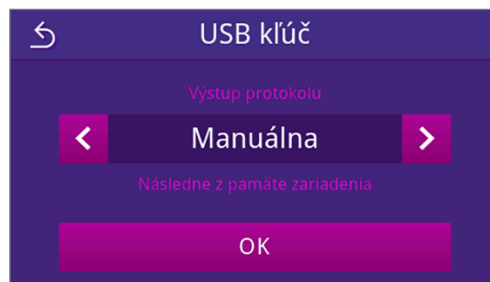 USB kľúč
Výstup protokolu
Manuálna
Následne z pamäte zariadenia
OK